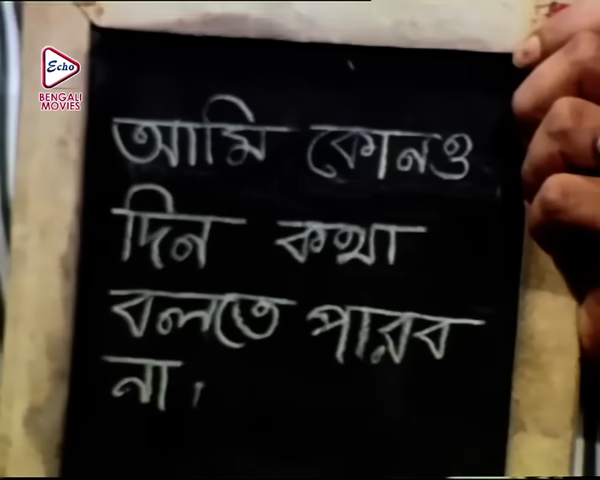 Echo
BENGALI
MOVIES
আমি কোনও
দিন কথা
বলতে পারব
না।